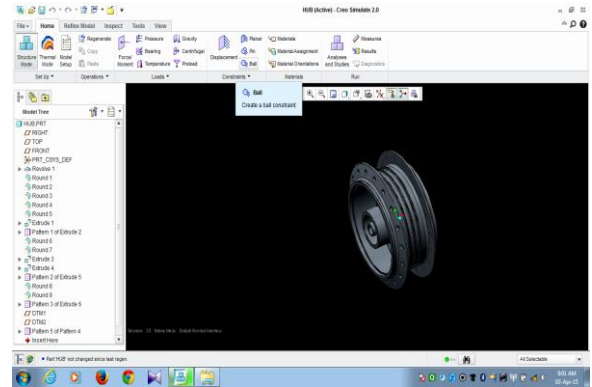 HUB (Active) - Creo Simulate 2.0
File Home Refine Model Inspect Tools View
Structure Mode
Thermal Mode
Model Setup
Regenerate
Copy
Paste
Force/ Moment
Pressure
Bearing
Temperature
Gravity
Centrifugal
Preload
Displacement
Planar
Pin
Ball
Materials
Material Assignment
Material Orientations
Analyses and Studies
Measures
Results
Diagnostics
Set Up Operations Loads Constraints Materials Run
Ball
Create a ball constraint.
Model Tree
HUB.PRT
RIGHT
TOP
FRONT
PRT_CSYS_DEF
Revolve 1
Round 1
Round 2
Round 3
Round 4
Round 5
Extrude 1
Pattern 1 of Extrude 2
Round 6
Round 7
Extrude 3
Extrude 4
Pattern 2 of Extrude 5
Round 8
Round 9
Pattern 3 of Extrude 6
DTM1
DTM2
Pattern 5 of Pattern 4
Insert Here
Part 'HUB' not changed since last regen.
All Selectable
9:01 AM
03-Apr-15